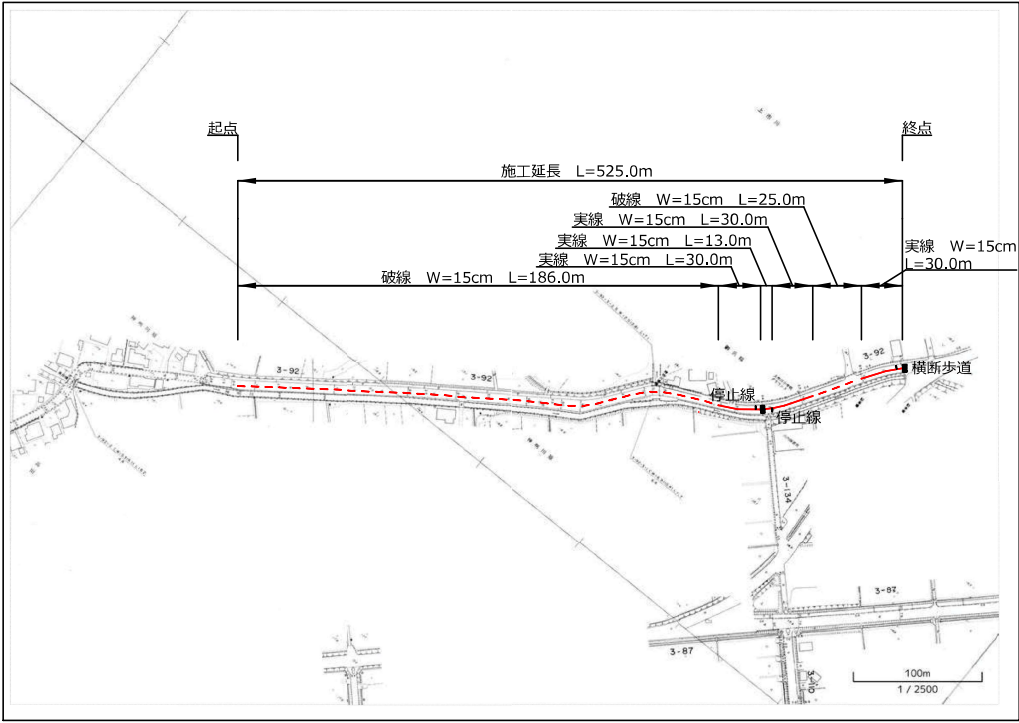 起点
終点
施工延長 L=525.0m
破線 W=15cm L=25.0m
実線 W=15cm L=30.0m
実線 W=15cm L=13.0m
実線 W=15cm L=30.0m
破線 W=15cm L=186.0m
実線 W=15cm
L=30.0m
3-92
3-92
3-92
横断歩道
停止線
停止線
3-134
3-87
3-87
100m
1 / 2500